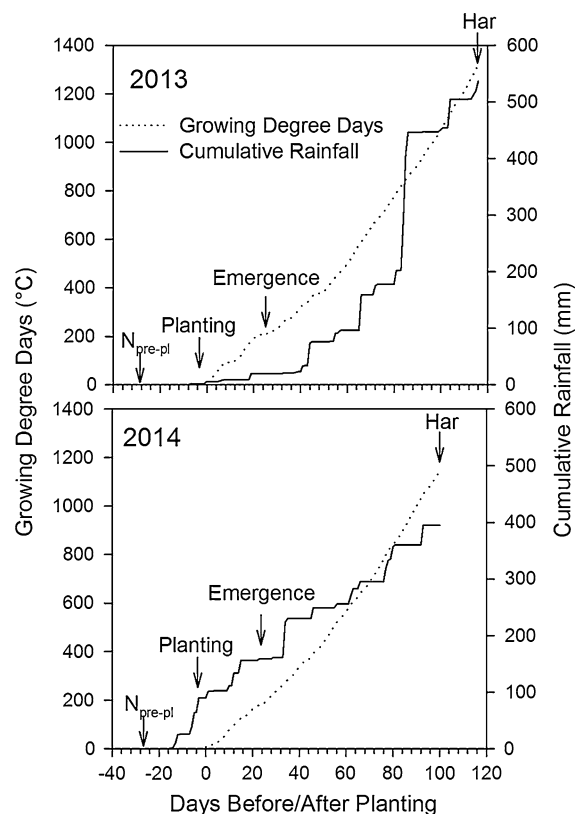 Har
1400
600
2013
1200
500
Growing Degree Days
Cumulative Rainfall
1000
400
800
300
600
Emergence
200
400
Planting
200
100
N pre-pl
0
0
1400
600
2014
Har
1200
500
1000
400
800
Emergence
300
600
Planting
200
400
N pre-pl
200
100
0
0
-40 -20 0 20 40 60 80 100 120
Days Before/After Planting
Growing Degree Days (°C)
Cumulative Rainfall (mm)